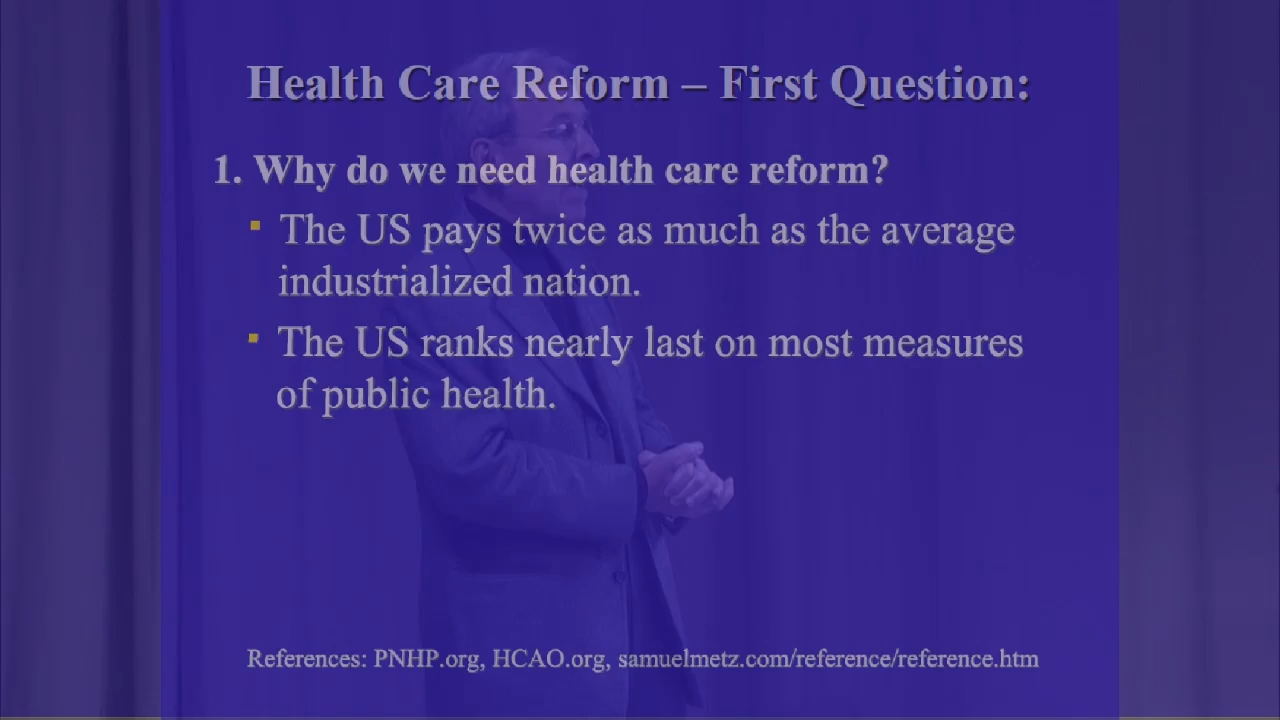 Health Care Reform – First Question:
1. Why do we need health care reform?
▪ The US pays twice as much as the average
industrialized nation.
▪ The US ranks nearly last on most measures
of public health.
References: PNHP.org, HCAO.org, samuelmetz.com/reference/reference.htm